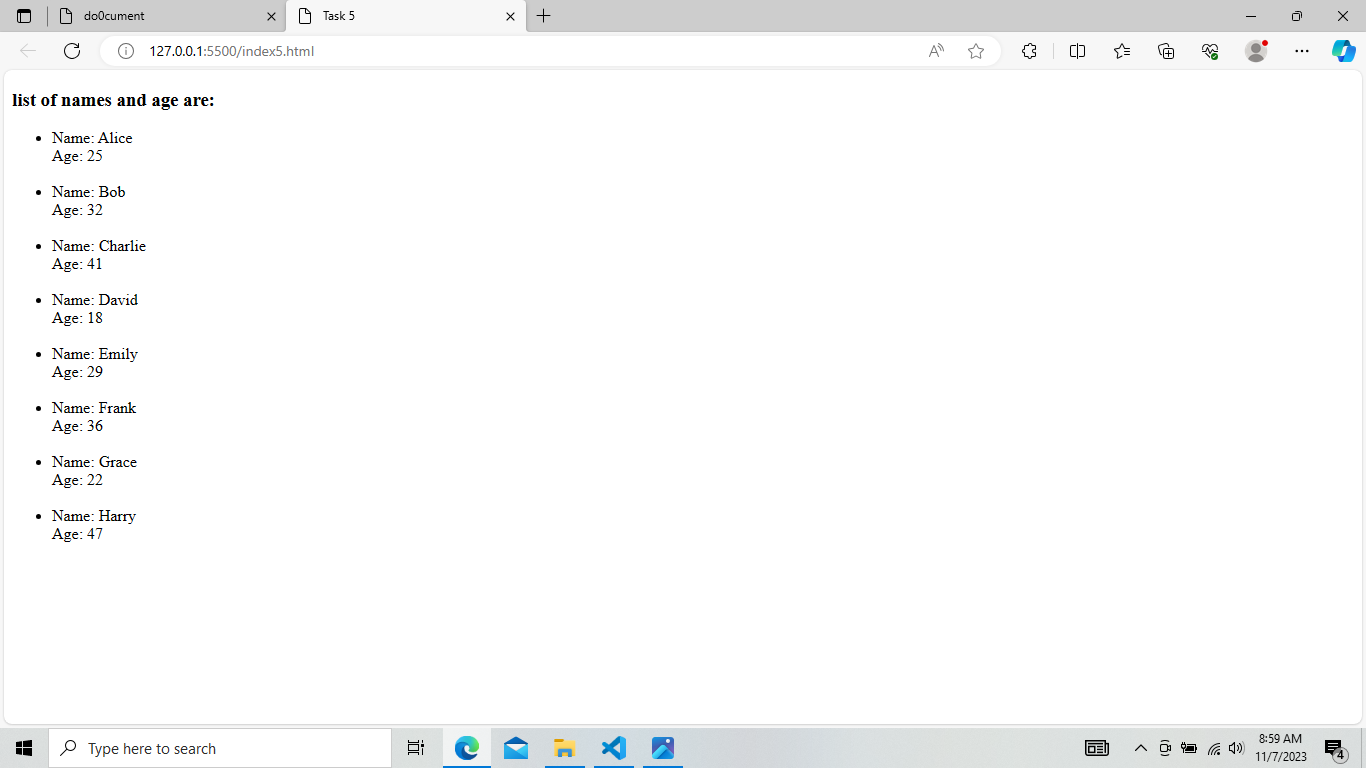 do0cument
Task 5
127.0.0.1:5500/index5.html
list of names and age are:
Name: Alice
Age: 25
Name: Bob
Age: 32
Name: Charlie
Age: 41
Name: David
Age: 18
Name: Emily
Age: 29
Name: Frank
Age: 36
Name: Grace
Age: 22
Name: Harry
Age: 47
Type here to search
8:59 AM
11/7/2023
4